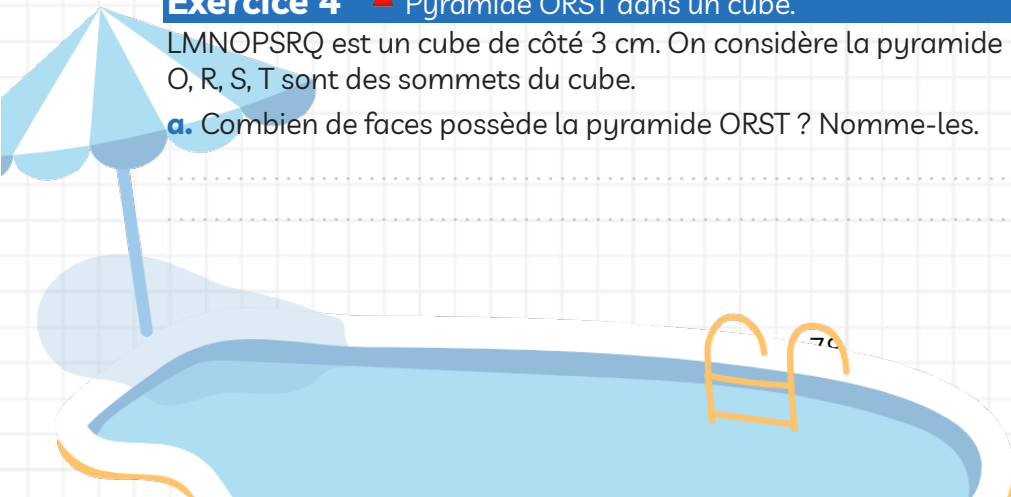 Exercice 4 Pyramide ORST dans un cube.
LMNOPSRQ est un cube de côté 3 cm. On considère la pyramide
O, R, S, T sont des sommets du cube.
a. Combien de faces possède la pyramide ORST ? Nomme-les.